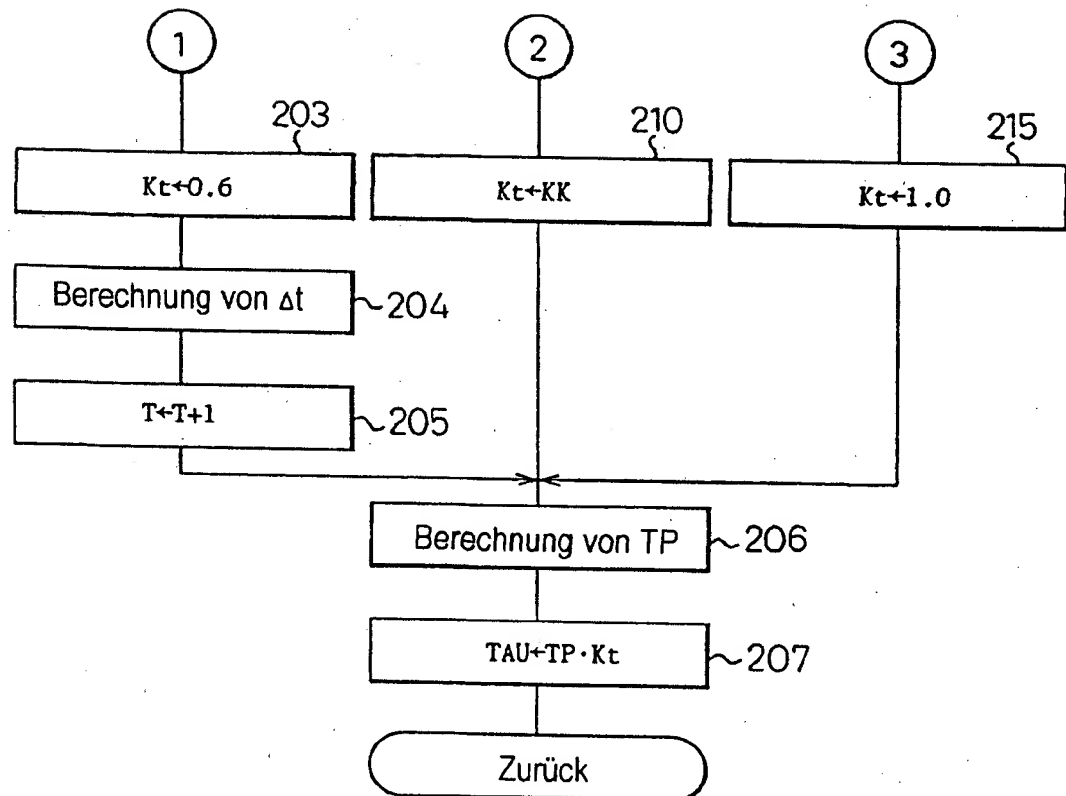 1 2 3
203 210 215
Kt←0.6 Kt←KK Kt←1.0
Berechnung von Δt 204
T←T+1 205
Berechnung von TP 206
TAU←TP·Kt 207
Zurück